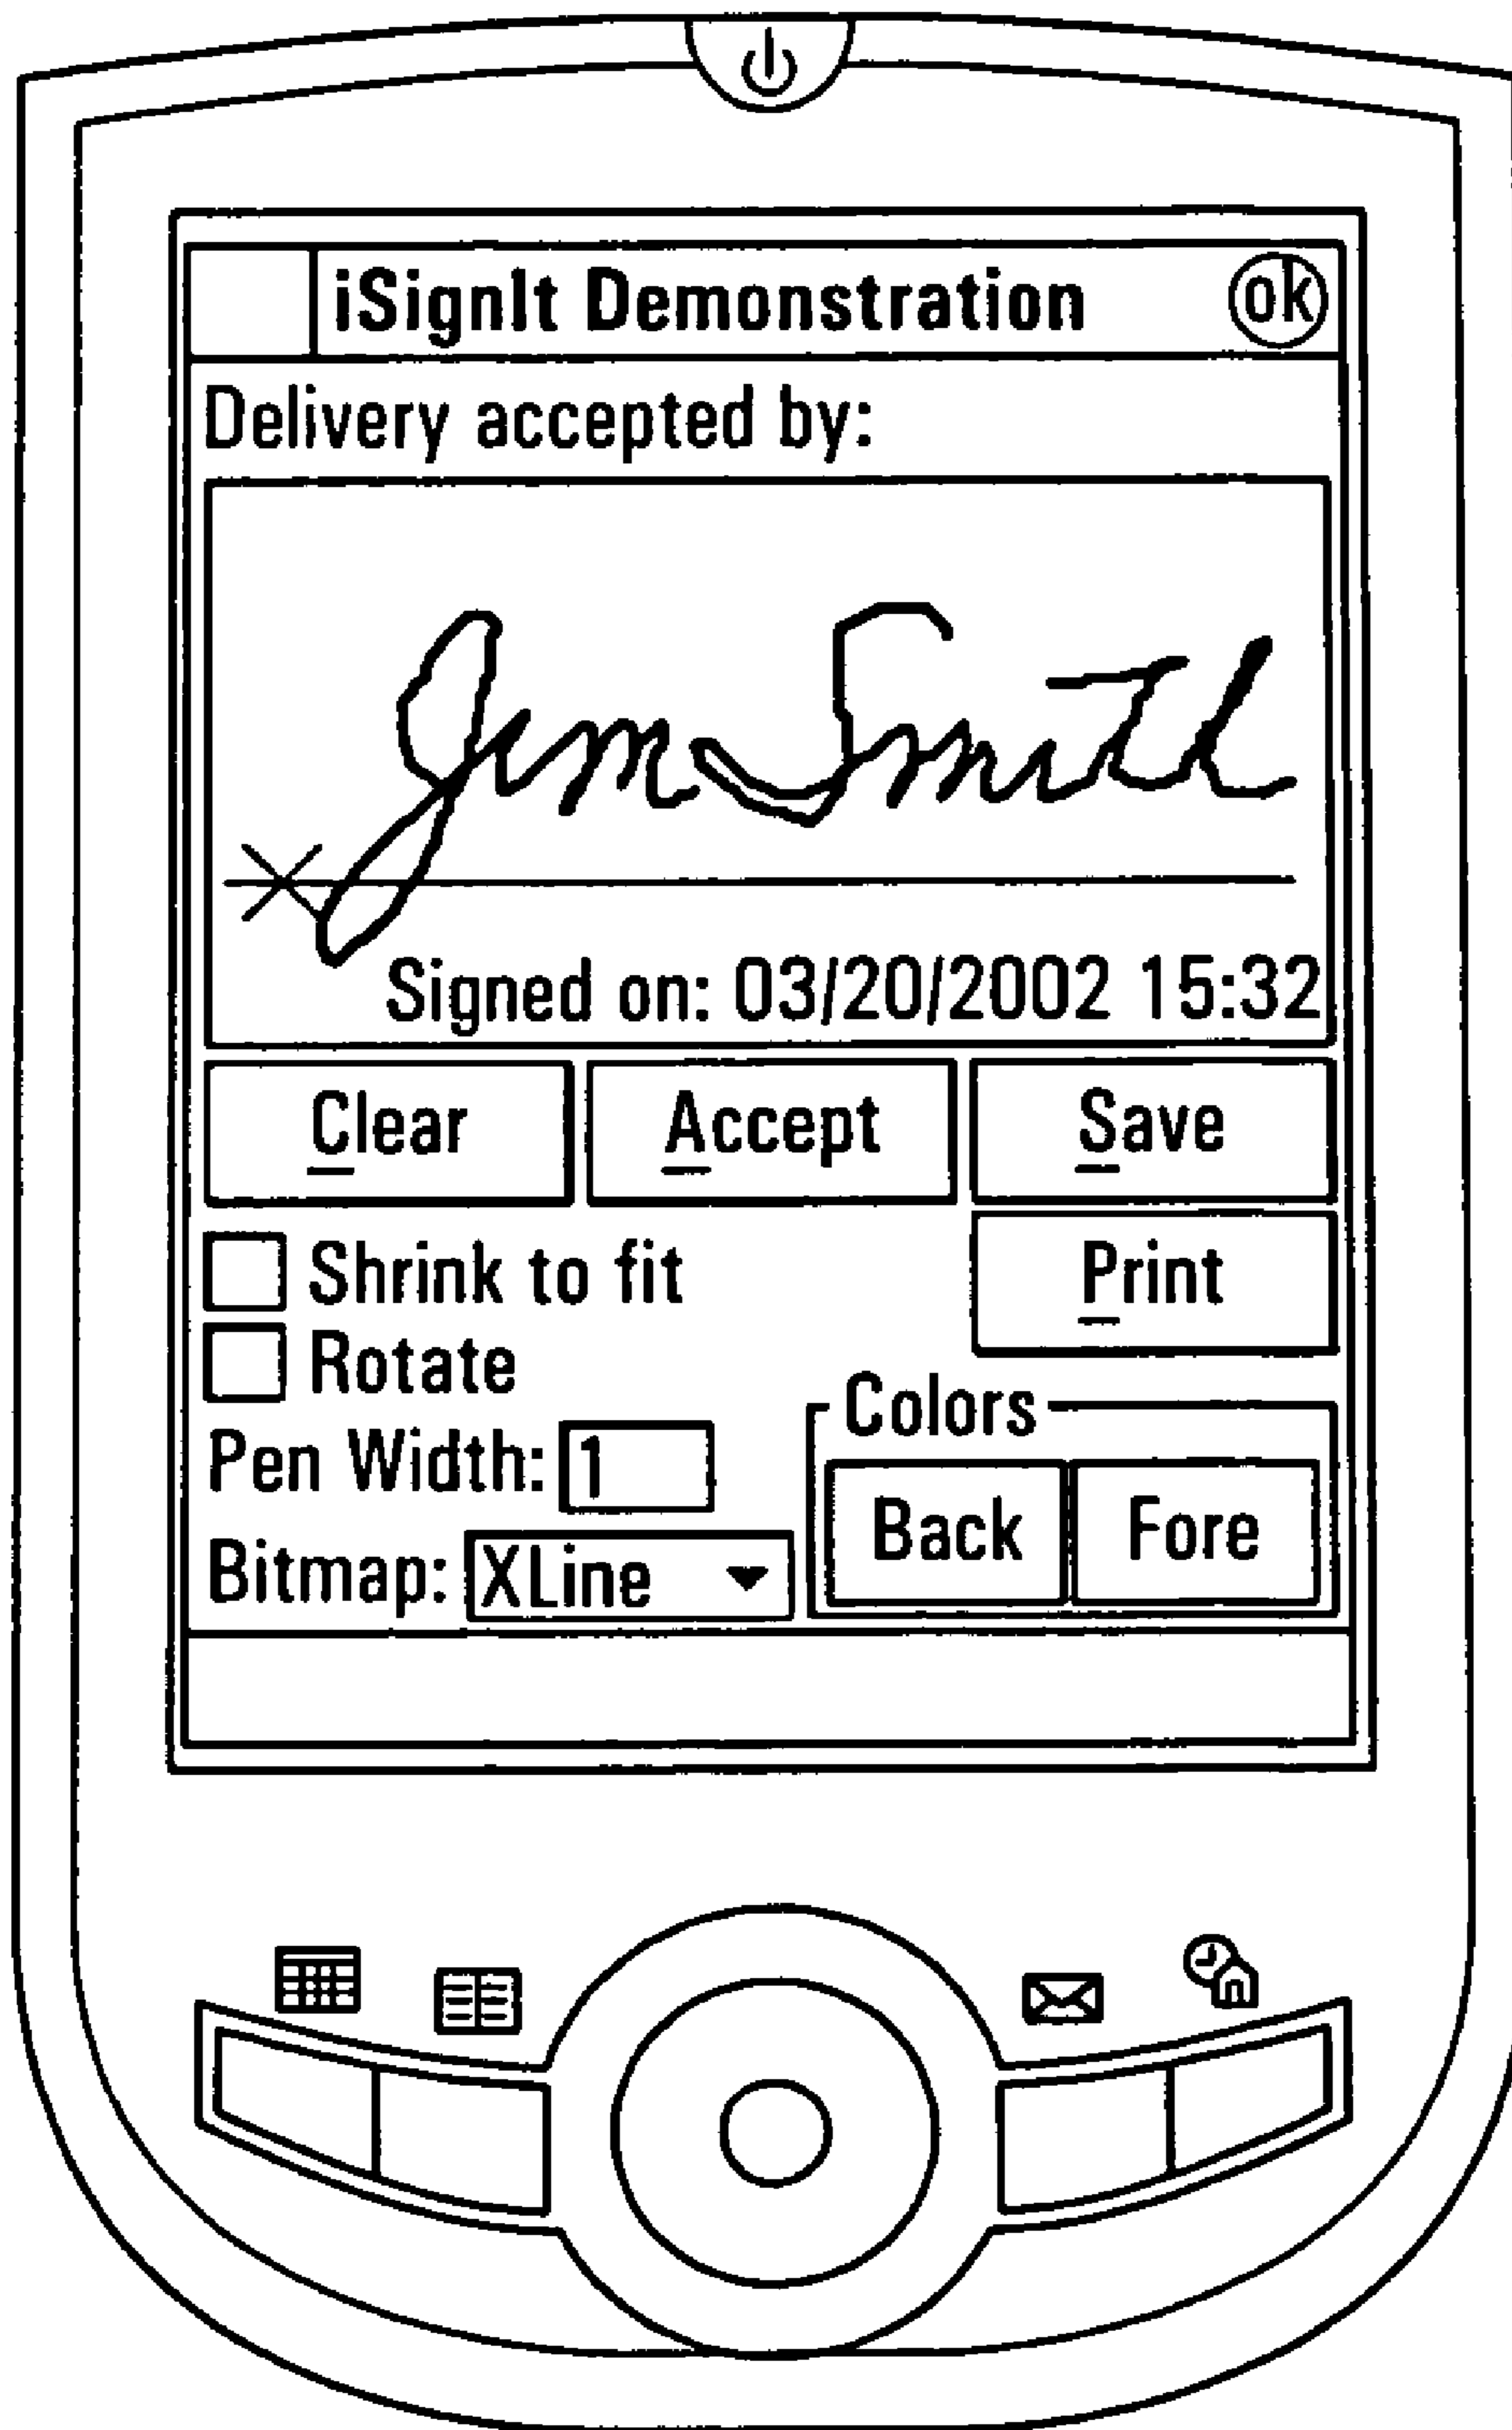 iSignIt Demonstration ok
Delivery accepted by:
Jim Smith
Signed on: 03/20/2002 15:32
Clear Accept Save
Shrink to fit Print
Rotate
Colors
Pen Width: 1
Back Fore
Bitmap: XLine